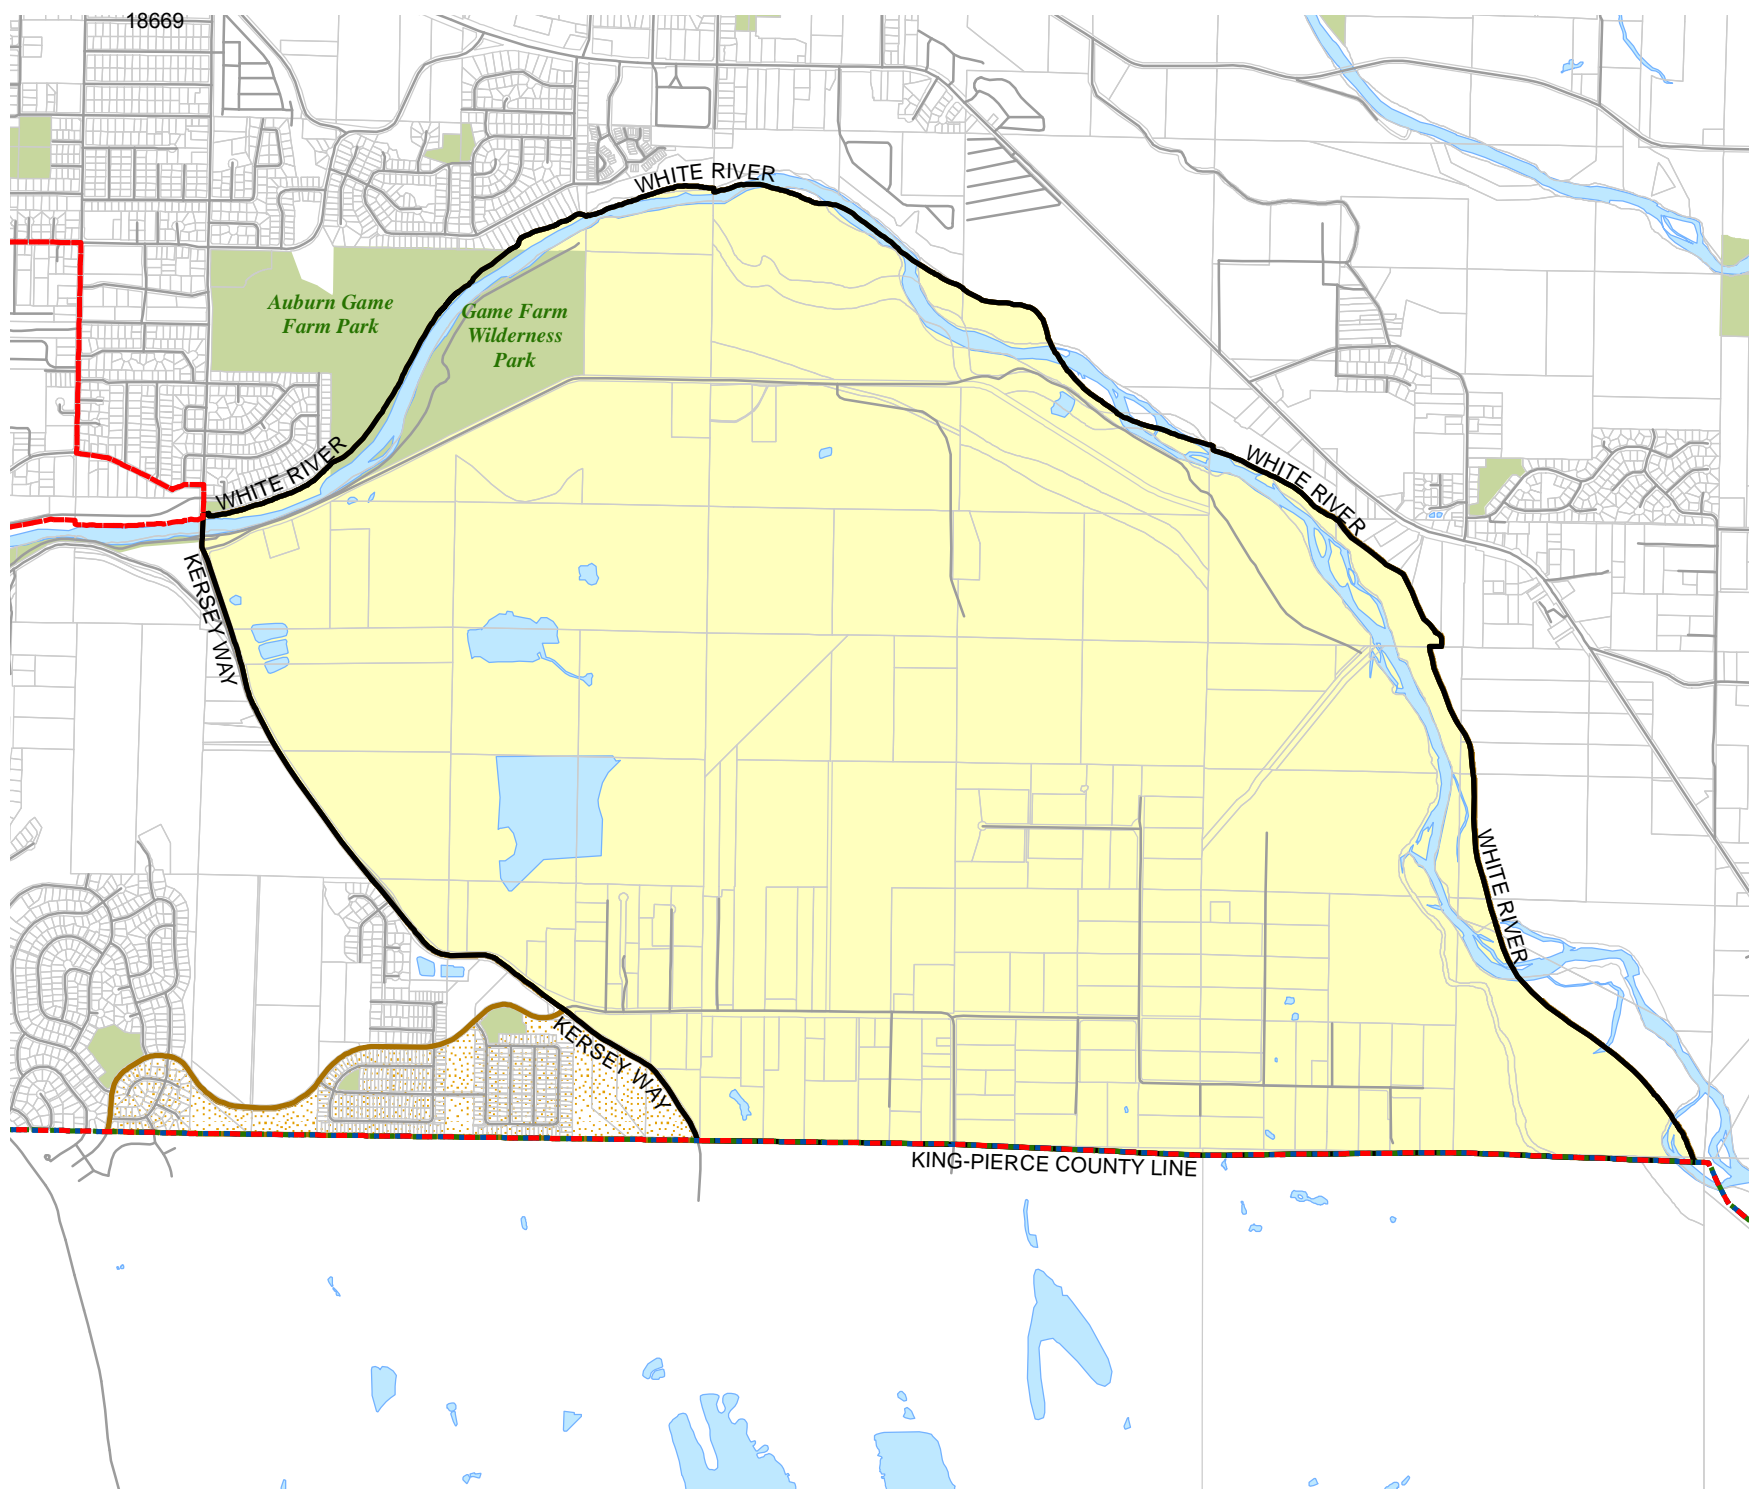 18669
WHITE RIVER
Auburn Game
Farm Park
Game Farm
Wilderness
Park
WHITE RIVER
WHITE RIVER
KERSEY WAY
WHITE RIVER
KERSEY WAY
KING-PIERCE COUNTY LINE